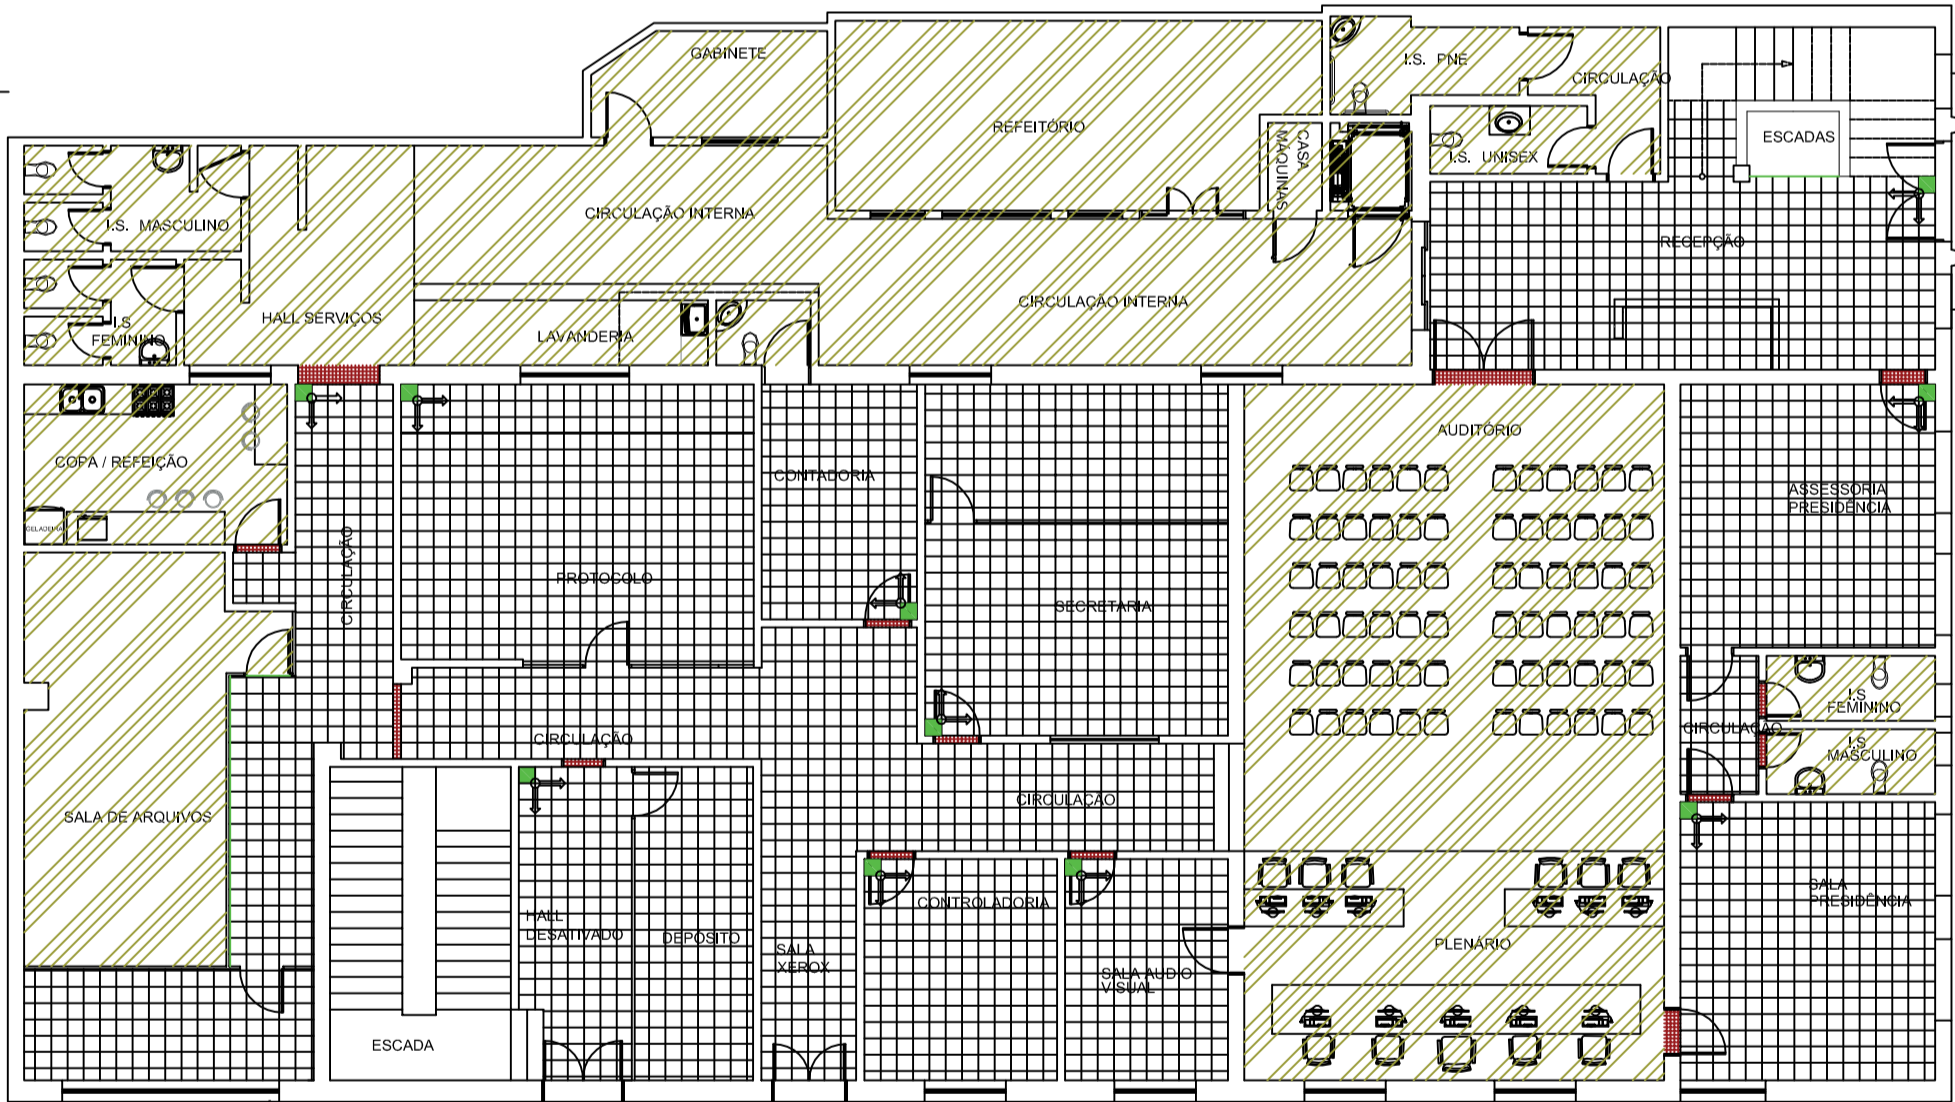 GABINETE
I.S. PNE
CIRCULAÇÃO
REFEITÓRIO
CASA
MÁQUINAS
ESCADAS
I.S. UNISEX
CIRCULAÇÃO INTERNA
I.S. MASCULINO
RECEPÇÃO
CIRCULAÇÃO INTERNA
HALL SERVIÇOS
I.S
FEMININO
LAVANDERIA
AUDITÓRIO
COPA / REFEIÇÃO
CONTADORIA
ASSESSORIA
PRESIDÊNCIA
GELADEIRA
CIRCULAÇÃO
PROTOCOLO
SECRETARIA
I.S
FEMININO
CIRCULAÇÃO
CIRCULAÇÃO
I.S
MASCULINO
CIRCULAÇÃO
SALA DE ARQUIVOS
SALA
PRESIDÊNCIA
CONTROLADORIA
HALL
DESATIVADO
DEPÓSITO
PLENÁRIO
SALA
XEROX
SALA AUDIO
VISUAL
ESCADA